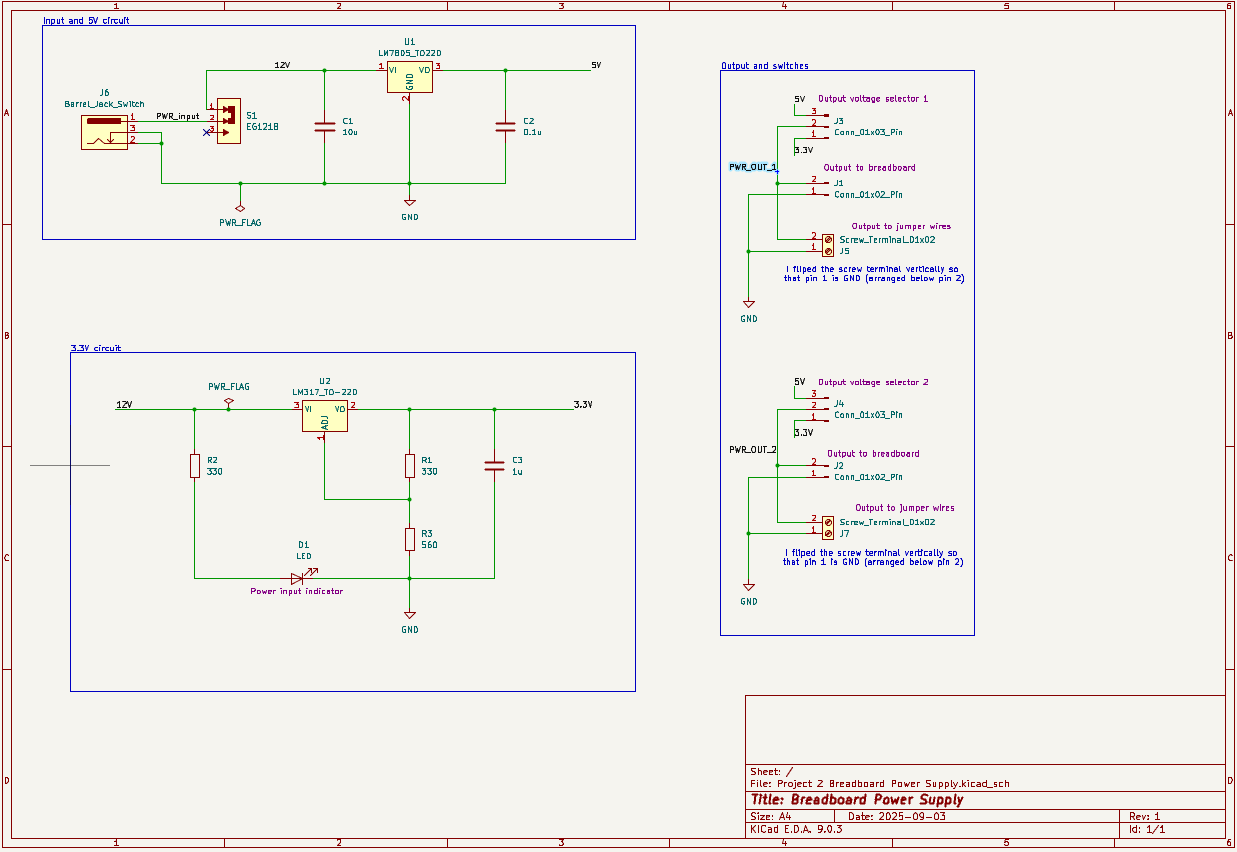 1 2 3 4 5 6
Input and 5V circuit
U1
LM7805_TO220
12V
1 VI VO 3
GND
2
5V
J6
Barrel_Jack_Switch
1
3
2
PWR_input
1
2
3
S1
EG1218
C1
10u
C2
0.1u
PWR_FLAG
GND
Output and switches
5V
Output voltage selector 1
3
2
1
J3
Conn_01x03_Pin
3.3V
PWR_OUT_1
Output to breadboard
2
1
J1
Conn_01x02_Pin
Output to jumper wires
2
1
Screw_Terminal_01x02
J5
I fliped the screw terminal vertically so
that pin 1 is GND (arranged below pin 2)
GND
3.3V circuit
PWR_FLAG
U2
LM317_TO-220
12V
3 VI VO 2
ADJ
1
3.3V
R2
330
R1
330
C3
1u
R3
560
D1
LED
Power input indicator
GND
5V
Output voltage selector 2
3
2
1
J4
Conn_01x03_Pin
3.3V
PWR_OUT_2
Output to breadboard
2
1
J2
Conn_01x02_Pin
Output to jumper wires
2
1
Screw_Terminal_01x02
J7
I fliped the screw terminal vertically so
that pin 1 is GND (arranged below pin 2)
GND
A A
B B
C C
D D
Sheet: /
File: Project 2 Breadboard Power Supply.kicad_sch
Title: Breadboard Power Supply
Size: A4 Date: 2025-09-03 Rev: 1
KiCad E.D.A. 9.0.3 Id: 1/1
1 2 3 4 5 6